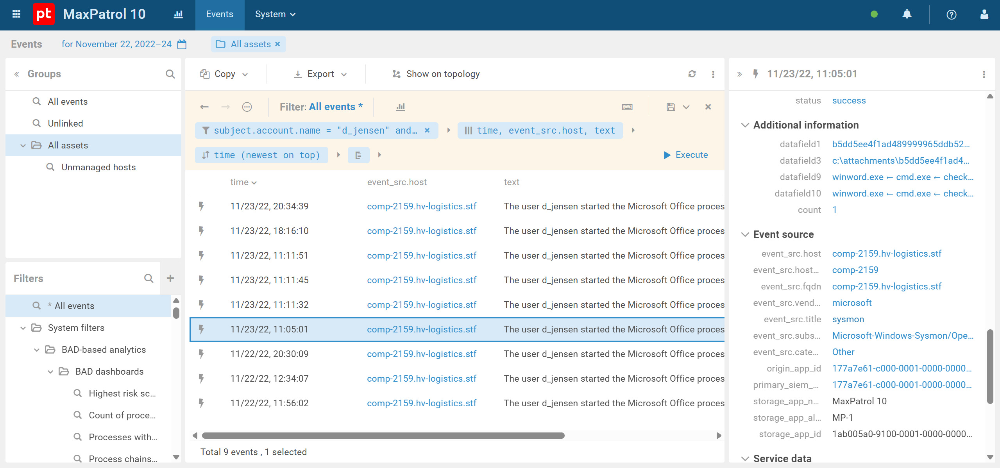 pt MaxPatrol 10 Events System
Events for November 22, 2022–24 All assets
Groups
All events
Unlinked
All assets
Unmanaged hosts
Filters
* All events
System filters
BAD-based analytics
BAD dashboards
Highest risk sc...
Count of proce...
Processes with...
Process chains...
Copy Export Show on topology
Filter: All events *
subject.account.name = "d_jensen" and… time, event_src.host, text
time (newest on top) Execute
time event_src.host text
11/23/22, 20:34:39 comp-2159.hv-logistics.stf The user d_jensen started the Microsoft Office proces
11/23/22, 18:16:10 comp-2159.hv-logistics.stf The user d_jensen started the Microsoft Office proces
11/23/22, 11:11:51 comp-2159.hv-logistics.stf The user d_jensen started the Microsoft Office proces
11/23/22, 11:11:45 comp-2159.hv-logistics.stf The user d_jensen started the Microsoft Office proces
11/23/22, 11:11:32 comp-2159.hv-logistics.stf The user d_jensen started the Microsoft Office proces
11/23/22, 11:05:01 comp-2159.hv-logistics.stf The user d_jensen started the Microsoft Office proces
11/22/22, 20:30:09 comp-2159.hv-logistics.stf The user d_jensen started the Microsoft Office proces
11/22/22, 12:34:07 comp-2159.hv-logistics.stf The user d_jensen started the Microsoft Office proces
11/22/22, 11:56:02 comp-2159.hv-logistics.stf The user d_jensen started the Microsoft Office proces
Total 9 events , 1 selected
11/23/22, 11:05:01
status success
Additional information
datafield1 b5dd5ee4f1ad489999965ddb52...
datafield3 c:\attachments\b5dd5ee4f1ad4...
datafield9 winword.exe ← cmd.exe ← check...
datafield10 winword.exe ← cmd.exe ← check...
count 1
Event source
event_src.host comp-2159.hv-logistics.stf
event_src.host... comp-2159
event_src.fqdn comp-2159.hv-logistics.stf
event_src.vend... microsoft
event_src.title sysmon
event_src.subs... Microsoft-Windows-Sysmon/Ope...
event_src.cate... Other
origin_app_id 177a7e61-c000-0001-0000-0000...
primary_siem_... 177a7e61-c000-0001-0000-0000...
storage_app_n... MaxPatrol 10
storage_app_al... MP-1
storage_app_id 1ab005a0-9100-0001-0000-0000...
Service data